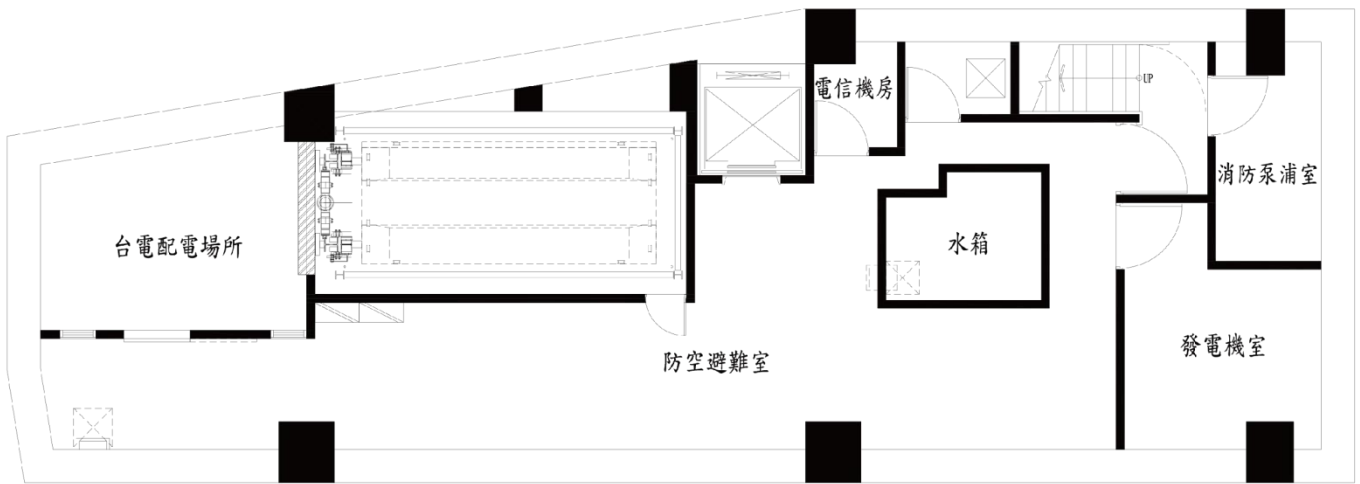 電信機房
UP
消防泵浦室
台電配電場所
水箱
發電機室
防空避難室